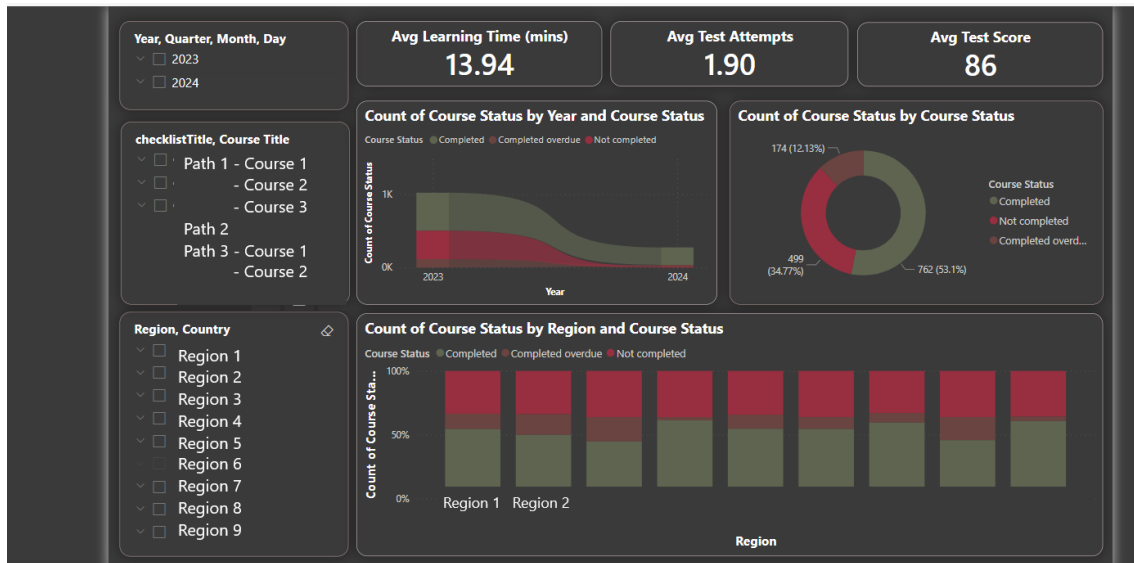 Year, Quarter, Month, Day
2023
2024
Avg Learning Time (mins)
13.94
Avg Test Attempts
1.90
Avg Test Score
86
checklistTitle, Course Title
Path 1 - Course 1
- Course 2
- Course 3
Path 2
Path 3 - Course 1
- Course 2
Count of Course Status by Year and Course Status
Course Status Completed Completed overdue Not completed
Count of Course Status
1K
0K
2023 2024
Year
Count of Course Status by Course Status
174 (12.13%)
499
(34.77%)
762 (53.1%)
Course Status
Completed
Not completed
Completed overd...
Region, Country
Region 1
Region 2
Region 3
Region 4
Region 5
Region 6
Region 7
Region 8
Region 9
Count of Course Status by Region and Course Status
Course Status Completed Completed overdue Not completed
Count of Course Sta...
100%
50%
0%
Region 1 Region 2
Region